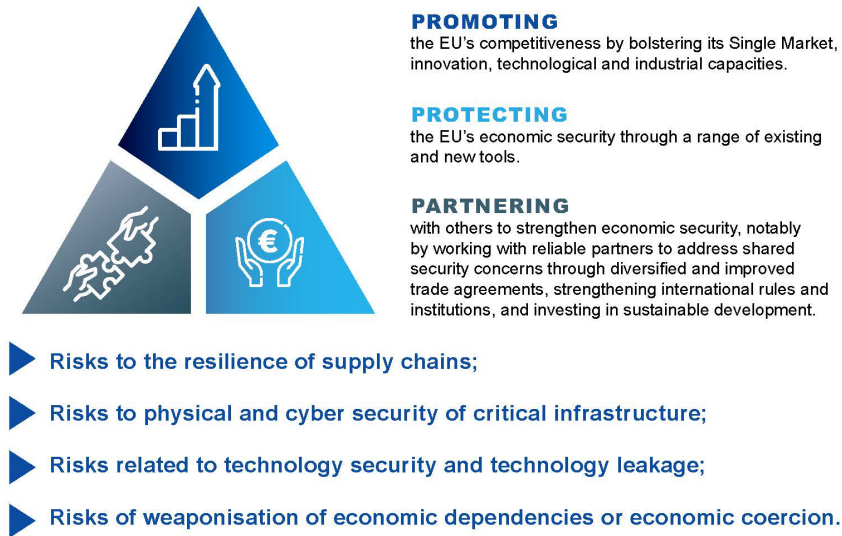 PROMOTING
the EU's competitiveness by bolstering its Single Market,
innovation, technological and industrial capacities.
PROTECTING
the EU's economic security through a range of existing
and new tools.
PARTNERING
with others to strengthen economic security, notably
by working with reliable partners to address shared
security concerns through diversified and improved
trade agreements, strengthening international rules and
institutions, and investing in sustainable development.
€
Risks to the resilience of supply chains;
Risks to physical and cyber security of critical infrastructure;
Risks related to technology security and technology leakage;
Risks of weaponisation of economic dependencies or economic coercion.